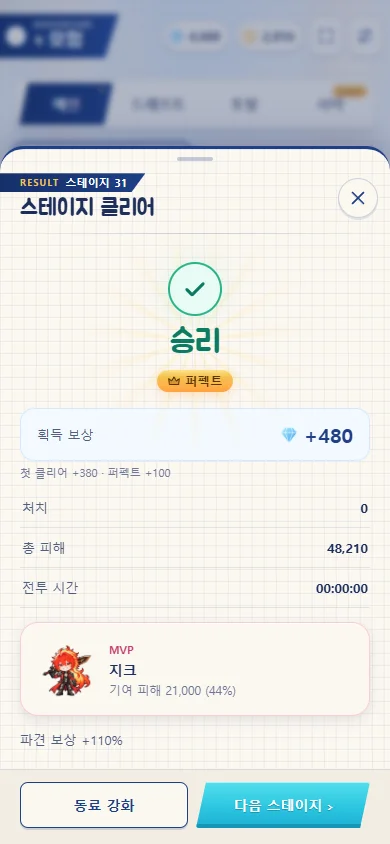 RESULT 스테이지 31
스테이지 클리어
승리
퍼펙트
획득 보상 +480
첫 클리어 +380 · 퍼펙트 +100
처치 0
총 피해 48,210
전투 시간 00:00:00
MVP
지크
기여 피해 21,000 (44%)
파견 보상 +110%
동료 강화 다음 스테이지 ›